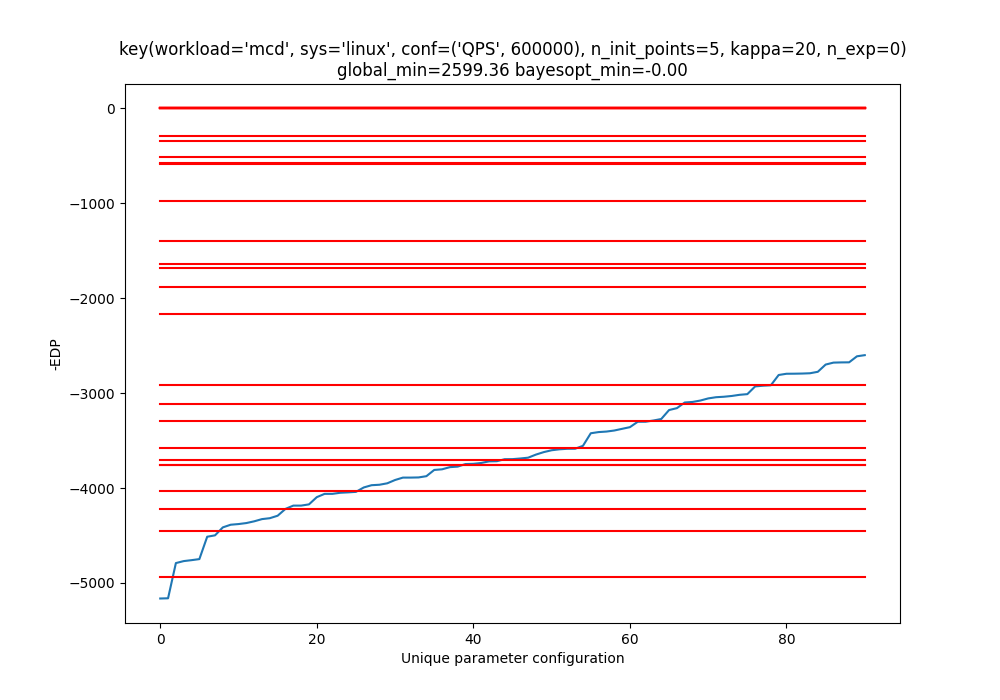 key(workload='mcd', sys='linux', conf=('QPS', 600000), n_init_points=5, kappa=20, n_exp=0)
global_min=2599.36 bayesopt_min=-0.00
0
−1000
−2000
−3000
−4000
−5000
-EDP
0 20 40 60 80
Unique parameter configuration